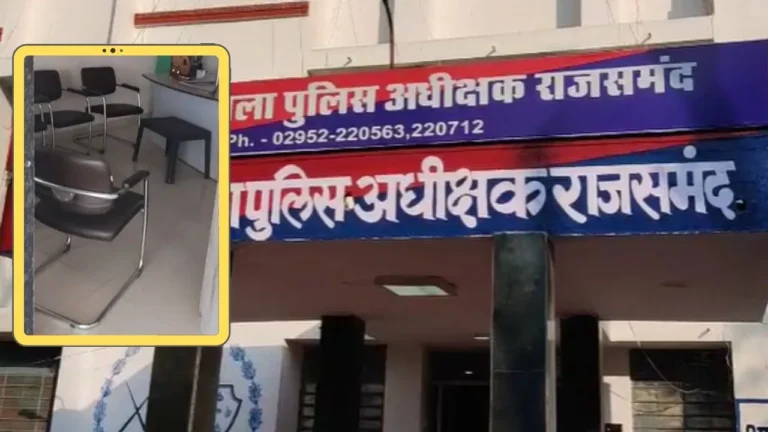 पुलिस अधीक्षक राजसमंद
Ph. - 02952-220563,220712
पुलिस अधीक्षक राजसमंद